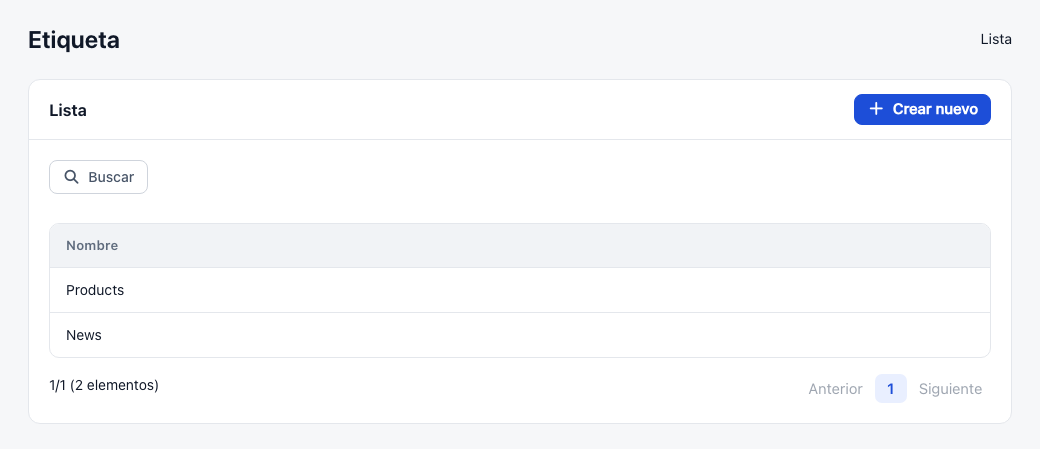 Etiqueta
Lista
Lista
Crear nuevo
Buscar
Nombre
Products
News
1/1 (2 elementos)
Anterior 1 Siguiente